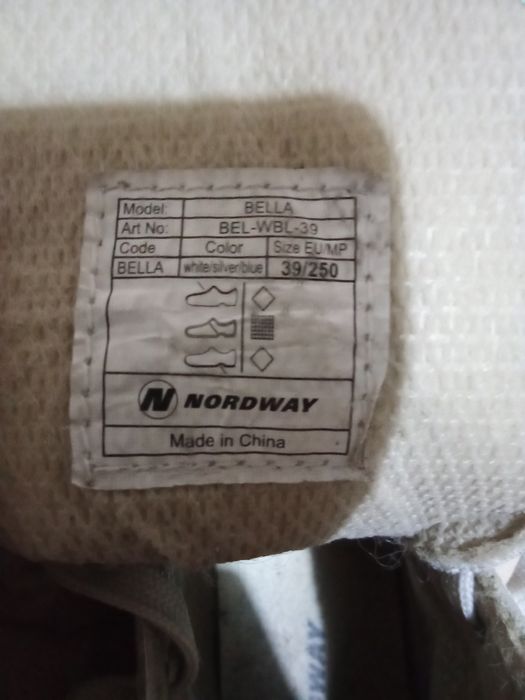 Model: BELLA
Art No: BEL-WBL-39
Code Color Size EU/MP
BELLA white/silver/blue 39/250
N NORDWAY
Made in China
DWAY